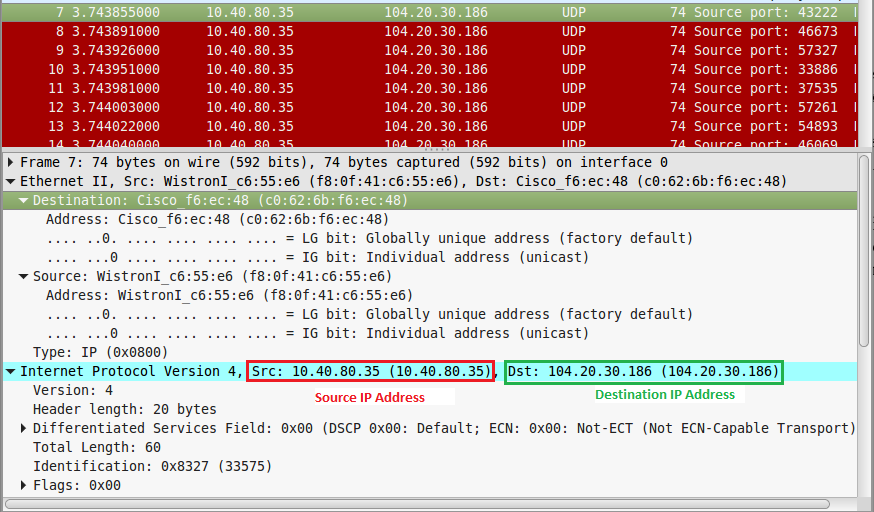 7 3.743855000 10.40.80.35 104.20.30.186 UDP 74 Source port: 43222
8 3.743891000 10.40.80.35 104.20.30.186 UDP 74 Source port: 46673
9 3.743926000 10.40.80.35 104.20.30.186 UDP 74 Source port: 57327
10 3.743951000 10.40.80.35 104.20.30.186 UDP 74 Source port: 33886
11 3.743981000 10.40.80.35 104.20.30.186 UDP 74 Source port: 37535
12 3.744003000 10.40.80.35 104.20.30.186 UDP 74 Source port: 57261
13 3.744022000 10.40.80.35 104.20.30.186 UDP 74 Source port: 54893
14 3.744040000 10.40.80.35 104.20.30.186 UDP 74 Source port: 46069
Frame 7: 74 bytes on wire (592 bits), 74 bytes captured (592 bits) on interface 0
Ethernet II, Src: WistronI_c6:55:e6 (f8:0f:41:c6:55:e6), Dst: Cisco_f6:ec:48 (c0:62:6b:f6:ec:48)
Destination: Cisco_f6:ec:48 (c0:62:6b:f6:ec:48)
Address: Cisco_f6:ec:48 (c0:62:6b:f6:ec:48)
.... ..0. .... .... .... .... = LG bit: Globally unique address (factory default)
.... ...0 .... .... .... .... = IG bit: Individual address (unicast)
Source: WistronI_c6:55:e6 (f8:0f:41:c6:55:e6)
Address: WistronI_c6:55:e6 (f8:0f:41:c6:55:e6)
.... ..0. .... .... .... .... = LG bit: Globally unique address (factory default)
.... ...0 .... .... .... .... = IG bit: Individual address (unicast)
Type: IP (0x0800)
Internet Protocol Version 4, Src: 10.40.80.35 (10.40.80.35), Dst: 104.20.30.186 (104.20.30.186)
Version: 4
Source IP Address
Destination IP Address
Header length: 20 bytes
Differentiated Services Field: 0x00 (DSCP 0x00: Default; ECN: 0x00: Not-ECT (Not ECN-Capable Transport)
Total Length: 60
Identification: 0x8327 (33575)
Flags: 0x00